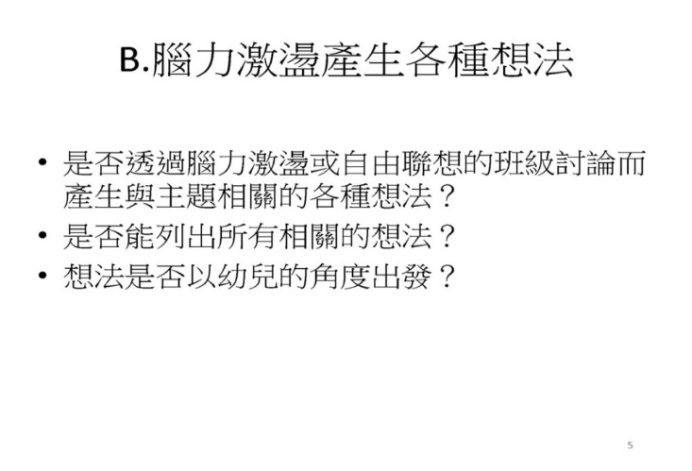 B.腦力激盪產生各種想法
• 是否透過腦力激盪或自由聯想的班級討論而
產生與主題相關的各種想法？
• 是否能列出所有相關的想法？
• 想法是否以幼兒的角度出發？
5